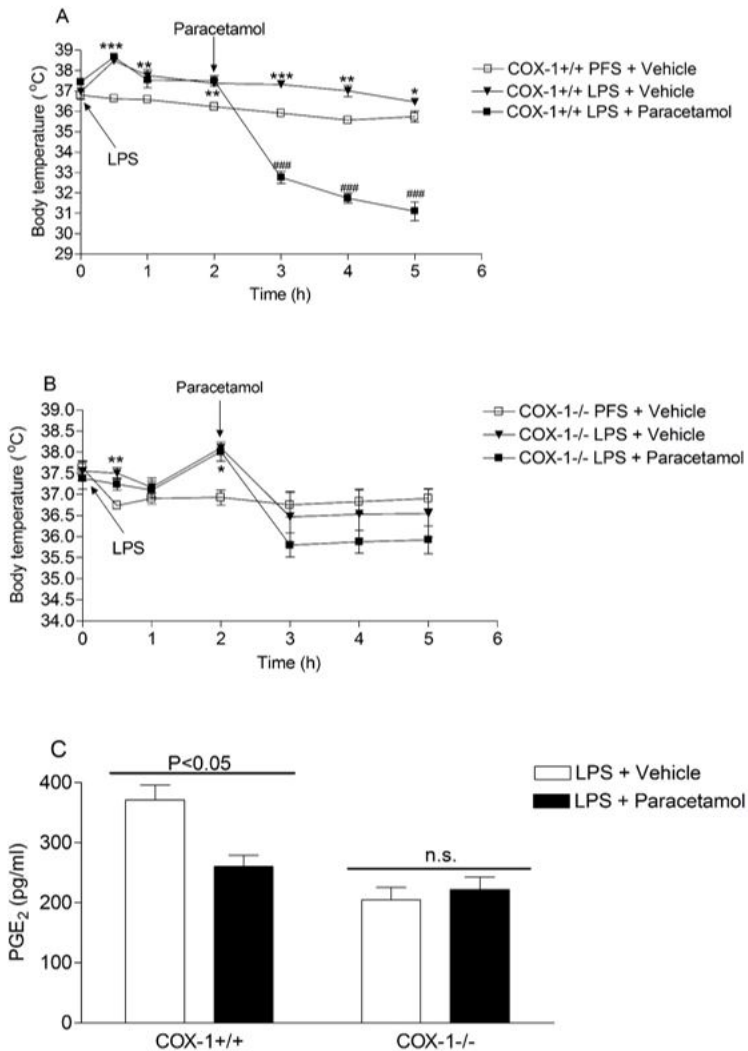 A
Paracetamol
39
38
37
36
35
34
33
32
31
30
29
Body temperature (°C)
***
**
**
***
**
*
###
###
###
LPS
0 1 2 3 4 5 6
Time (h)
COX-1+/+ PFS + Vehicle
COX-1+/+ LPS + Vehicle
COX-1+/+ LPS + Paracetamol
B
Paracetamol
39.0
38.5
38.0
37.5
37.0
36.5
36.0
35.5
35.0
34.5
34.0
Body temperature (°C)
**
*
LPS
0 1 2 3 4 5 6
Time (h)
COX-1-/- PFS + Vehicle
COX-1-/- LPS + Vehicle
COX-1-/- LPS + Paracetamol
C
P<0.05
n.s.
400
300
200
100
0
PGE₂ (pg/ml)
COX-1+/+ COX-1-/-
LPS + Vehicle
LPS + Paracetamol